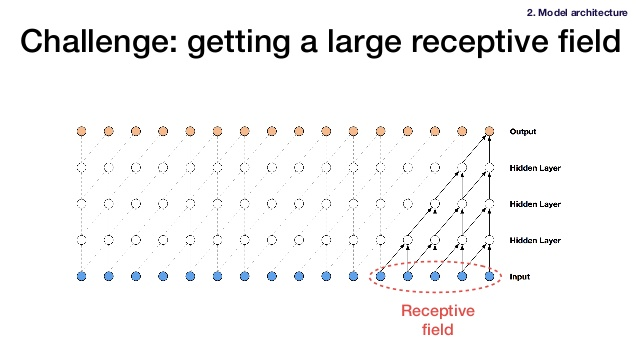 2. Model architecture
Challenge: getting a large receptive field
Output
Hidden Layer
Hidden Layer
Hidden Layer
Input
Receptive
field